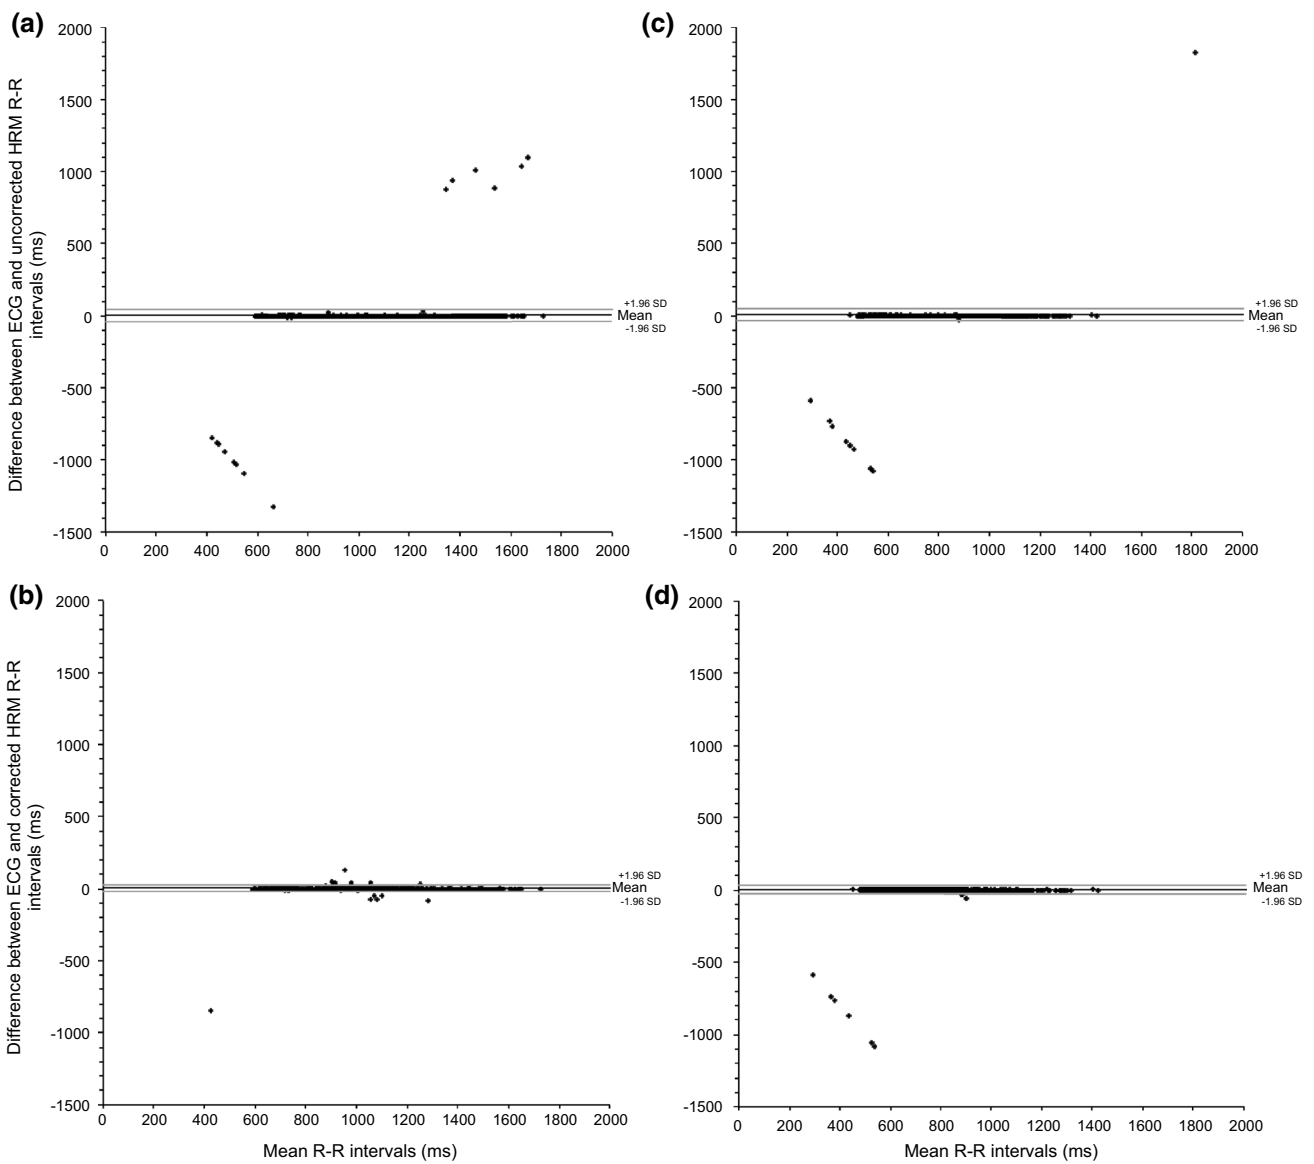 (a)
2000
1500
1000
500
0
-500
-1000
-1500
0 200 400 600 800 1000 1200 1400 1600 1800 2000
+1.96 SD
Mean
-1.96 SD
Difference between ECG and uncorrected HRM R-R
intervals (ms)
(c)
2000
1500
1000
500
0
-500
-1000
-1500
0 200 400 600 800 1000 1200 1400 1600 1800 2000
+1.96 SD
Mean
-1.96 SD
(b)
2000
1500
1000
500
0
-500
-1000
-1500
0 200 400 600 800 1000 1200 1400 1600 1800 2000
+1.96 SD
Mean
-1.96 SD
Difference between ECG and corrected HRM R-R
intervals (ms)
Mean R-R intervals (ms)
(d)
2000
1500
1000
500
0
-500
-1000
-1500
0 200 400 600 800 1000 1200 1400 1600 1800 2000
+1.96 SD
Mean
-1.96 SD
Mean R-R intervals (ms)